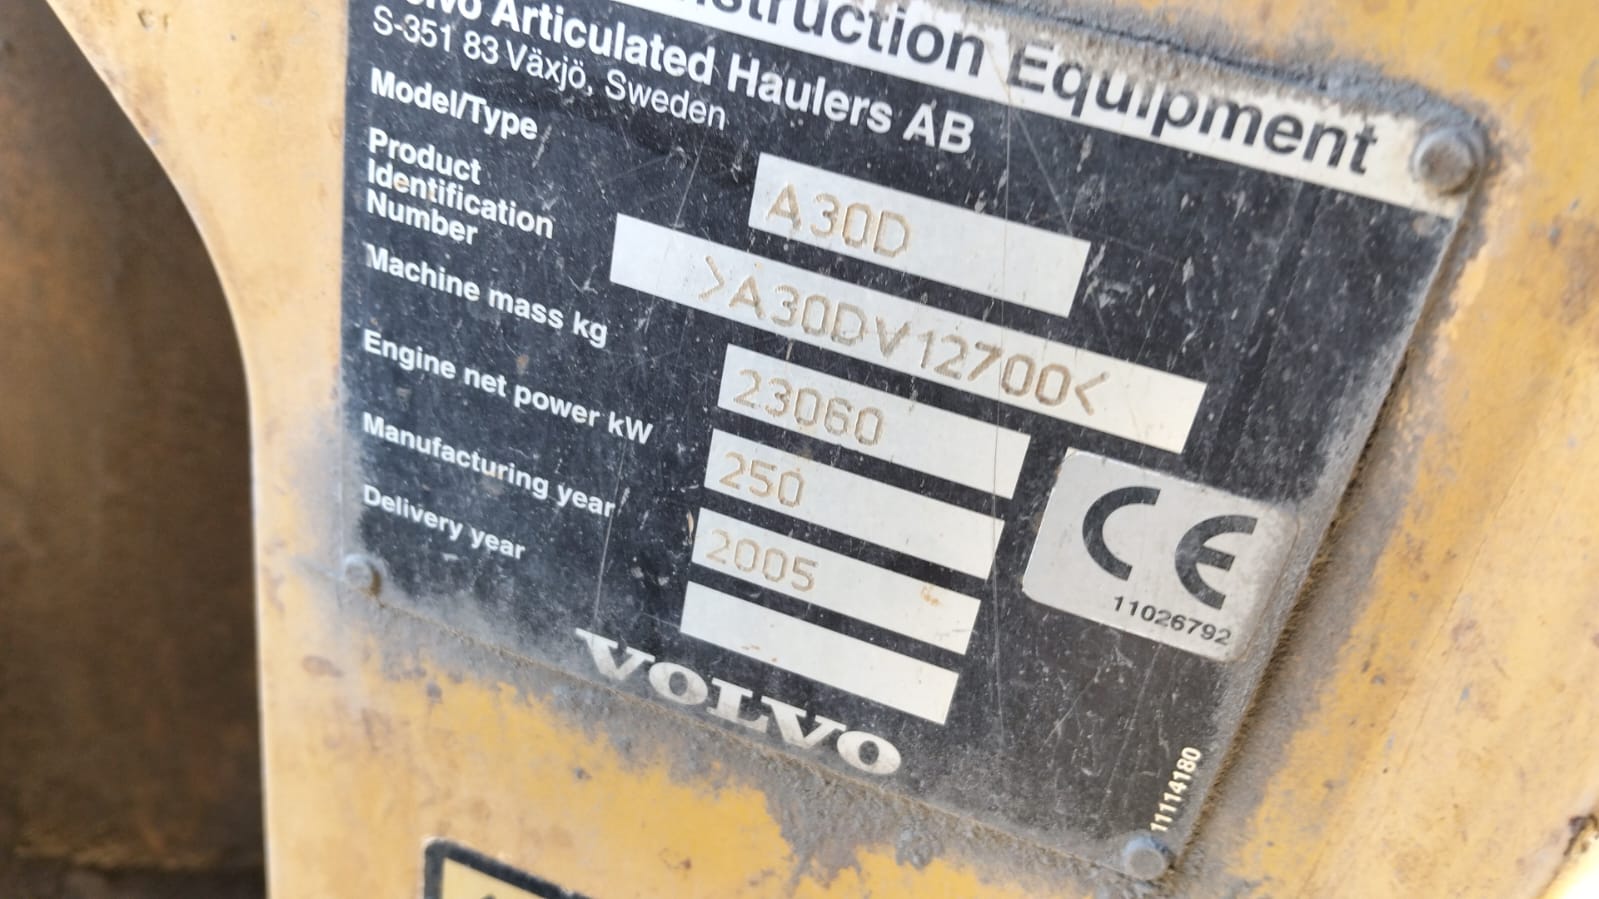 Construction Equipment
Volvo Articulated Haulers AB
S-351 83 Växjö, Sweden
Model/Type
A30D
Product
Identification
Number
>A30DV12700<
Machine mass kg
23060
Engine net power kW
250
Manufacturing year
2005
Delivery year
CE
11026792
VOLVO
11114180